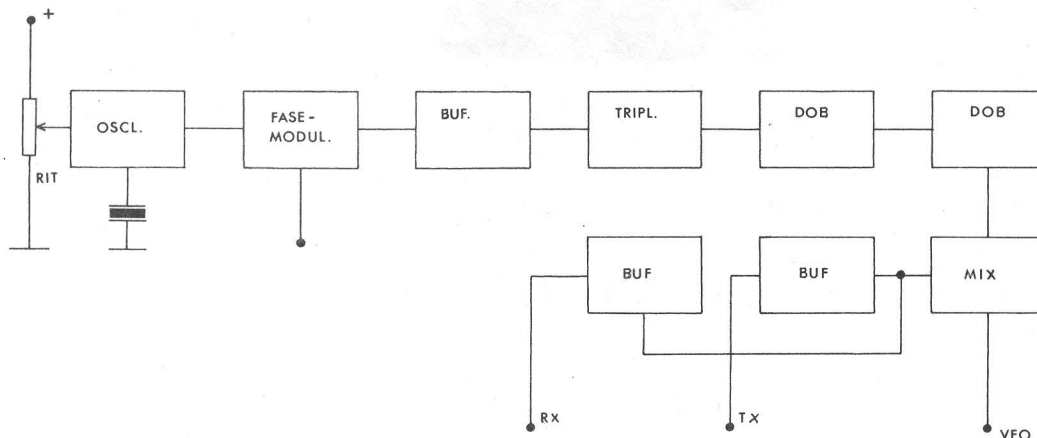 +
OSCL.
FASE-
MODUL.
BUF.
TRIPL.
DOB
DOB
RIT
BUF
BUF
MIX
RX
TX
VFO